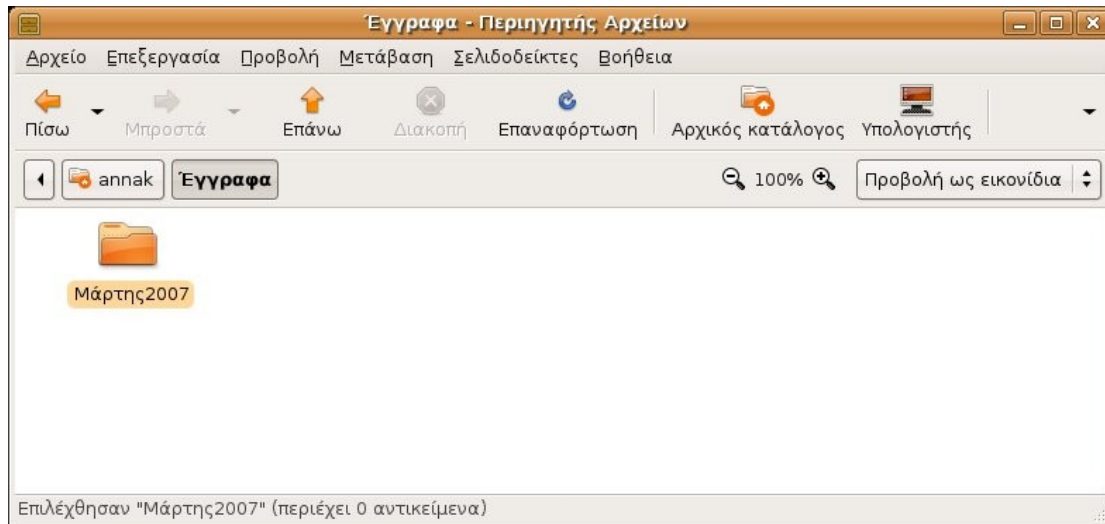 Έγγραφα - Περιηγητής Αρχείων
Αρχείο Επεξεργασία Προβολή Μετάβαση Σελιδοδείκτες Βοήθεια
Πίσω Μπροστά Επάνω Διακοπή Επαναφόρτωση Αρχικός κατάλογος Υπολογιστής
annak Έγγραφα 100% Προβολή ως εικονίδια
Μάρτης2007
Επιλέχθησαν "Μάρτης2007" (περιέχει 0 αντικείμενα)